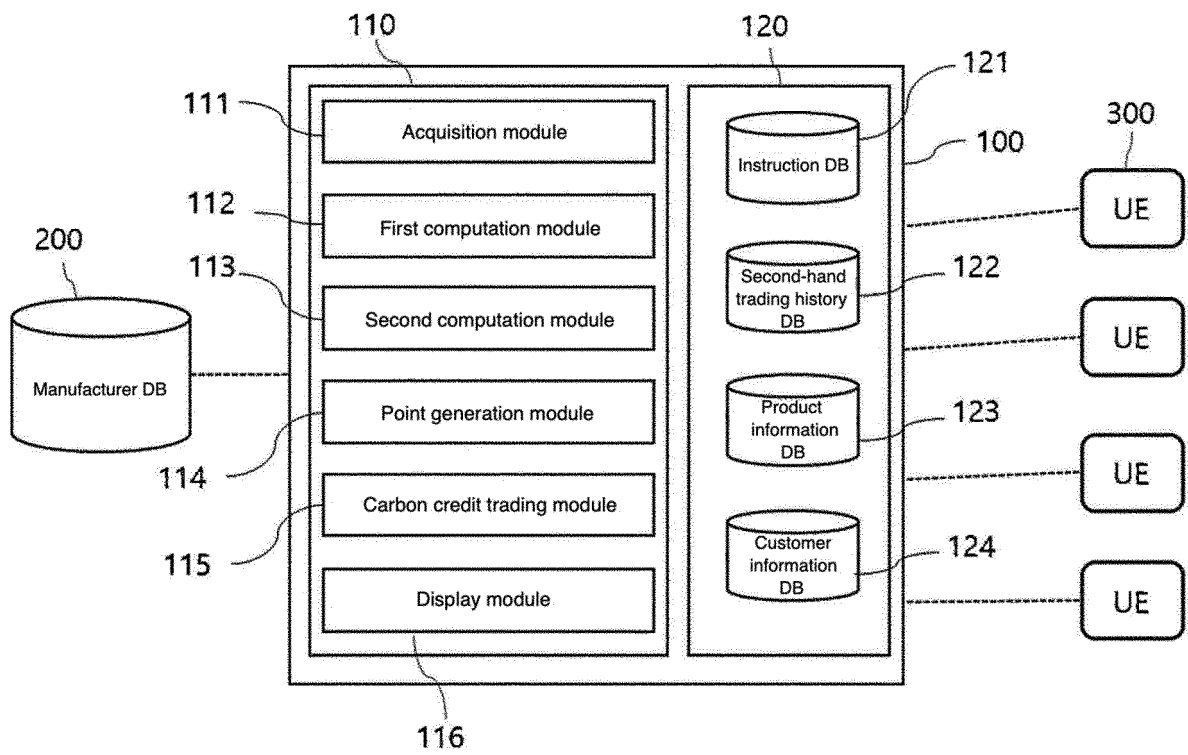 110
120
111
Acquisition module
121
Instruction DB
100
300
UE
112
First computation module
200
Manufacturer DB
113
Second computation module
Second-hand
trading history
DB
122
UE
Point generation module
114
Product
information
DB
123
UE
Carbon credit trading module
115
Customer
information
DB
124
UE
Display module
116